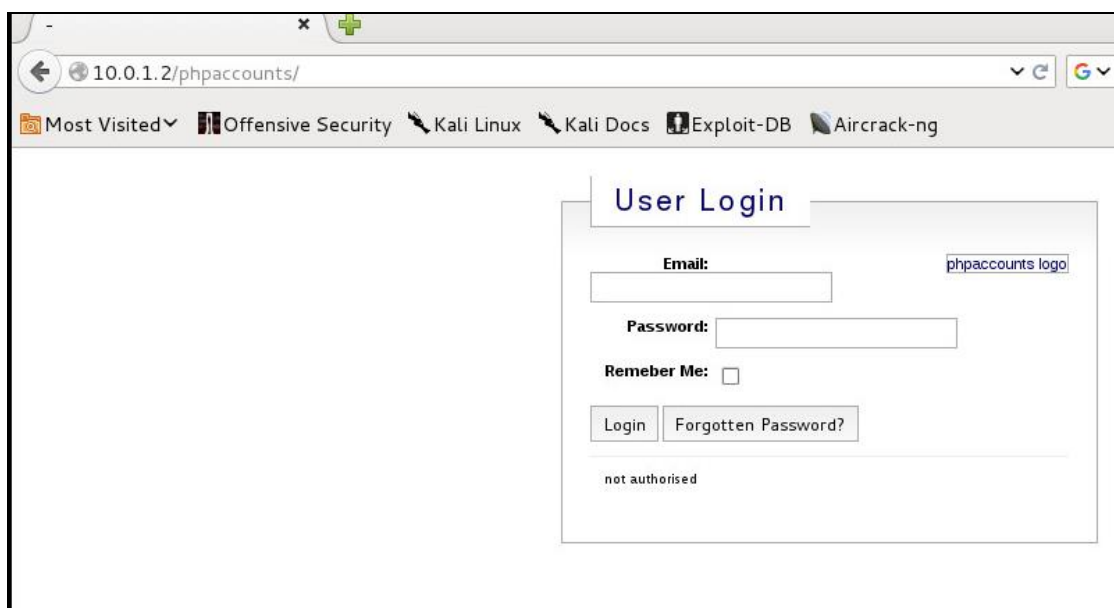 -
10.0.1.2/phpaccounts/
Most Visited Offensive Security Kali Linux Kali Docs Exploit-DB Aircrack-ng
User Login
Email:
phpaccounts logo
Password:
Remeber Me:
Login Forgotten Password?
not authorised